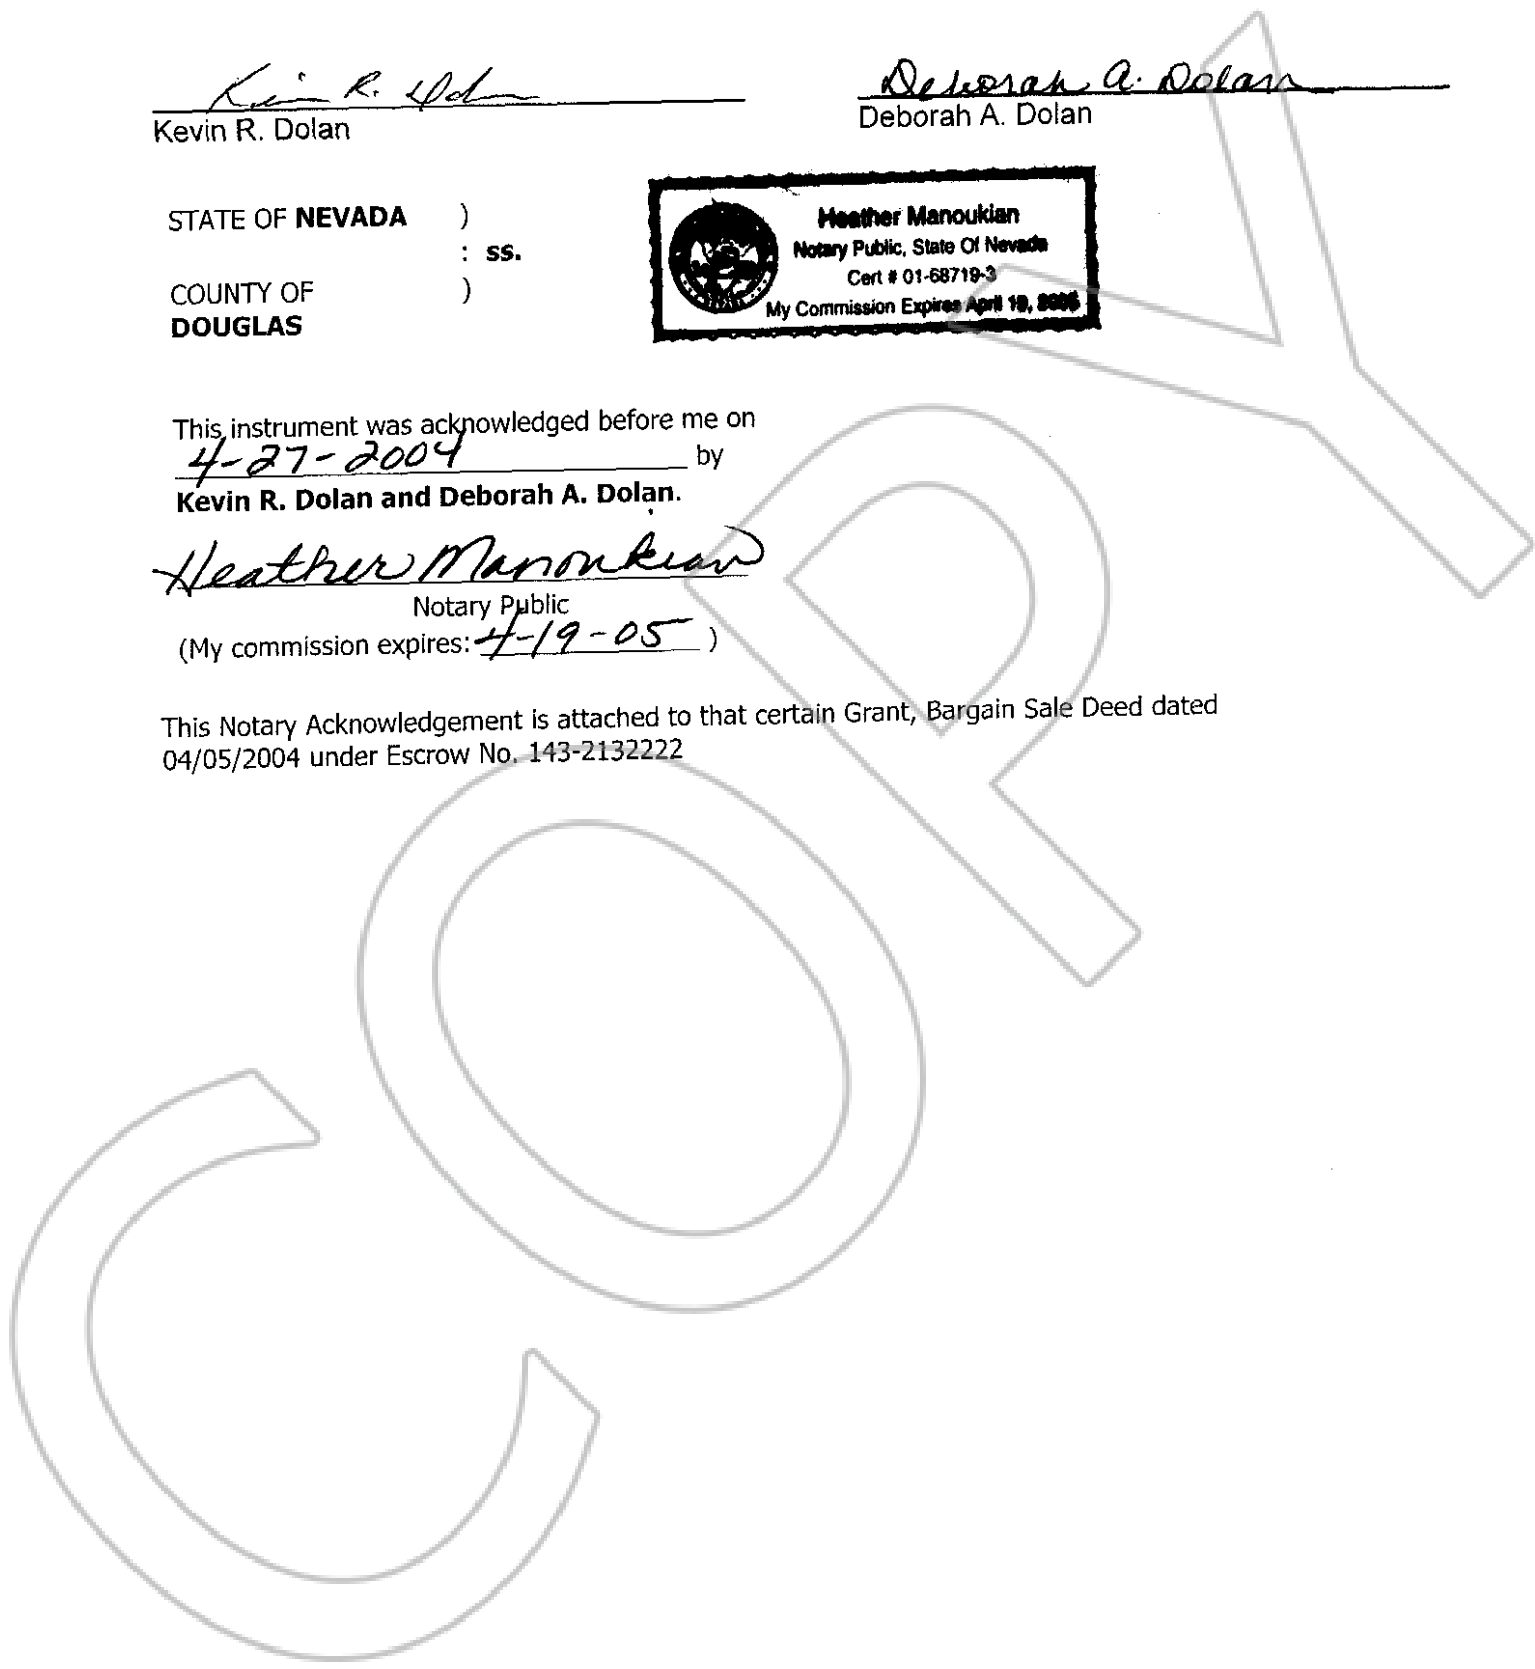 Kevin R. Dolan
Deborah A. Dolan
Kevin R. Dolan
Deborah A. Dolan
STATE OF NEVADA )
: ss.
COUNTY OF )
DOUGLAS
Heather Manoukian
Notary Public, State Of Nevada
Cert # 01-68719-3
My Commission Expires April 19, 2005
This instrument was acknowledged before me on
4-27-2004 by
Kevin R. Dolan and Deborah A. Dolan.
Heather Manoukian
Notary Public
(My commission expires: 4-19-05 )
This Notary Acknowledgement is attached to that certain Grant, Bargain Sale Deed dated
04/05/2004 under Escrow No. 143-2132222
COPY